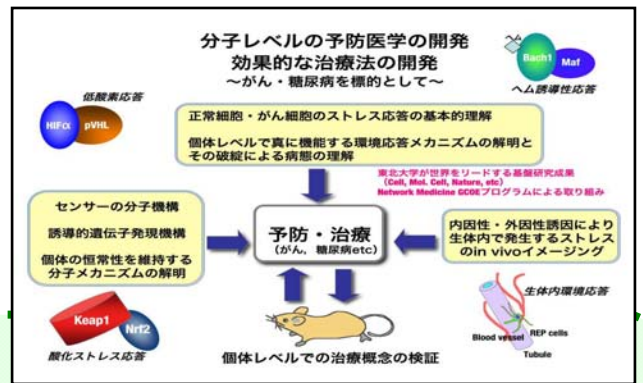 分子レベルの予防医学の開発
効果的な治療法の開発
～がん・糖尿病を標的として～
Bach1
Maf
ヘム誘導性応答
低酸素応答
HIFα
pVHL
正常細胞・がん細胞のストレス応答の基本的理解
個体レベルで真に機能する環境応答メカニズムの解明と
その破綻による病態の理解
東北大学が世界をリードする基盤研究成果
（Cell, Mol. Cell, Nature, etc）
Network Medicine GCOEプログラムによる取り組み
センサーの分子機構
誘導的遺伝子発現機構
個体の恒常性を維持する
分子メカニズムの解明
予防・治療
（がん，糖尿病etc）
内因性・外因性誘因により
生体内で発生するストレス
のin vivoイメージング
Keap1
Nrf2
酸化ストレス応答
個体レベルでの治療概念の検証
生体内環境応答
Blood vessel
REP cells
Tubule